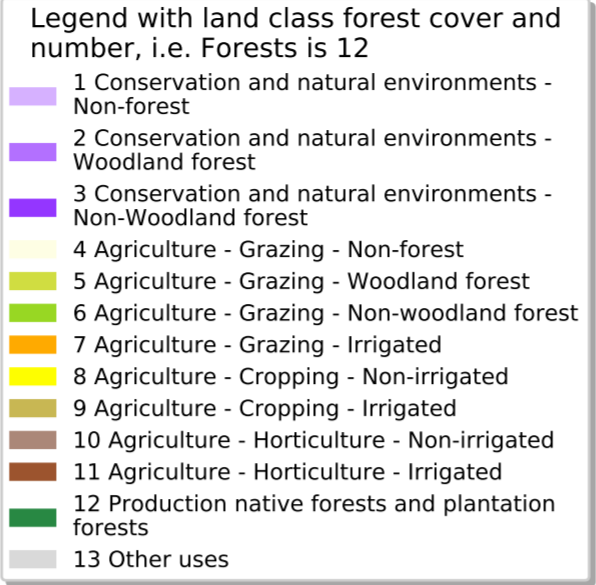 Legend with land class forest cover and
number, i.e. Forests is 12
1 Conservation and natural environments -
Non-forest
2 Conservation and natural environments -
Woodland forest
3 Conservation and natural environments -
Non-Woodland forest
4 Agriculture - Grazing - Non-forest
5 Agriculture - Grazing - Woodland forest
6 Agriculture - Grazing - Non-woodland forest
7 Agriculture - Grazing - Irrigated
8 Agriculture - Cropping - Non-irrigated
9 Agriculture - Cropping - Irrigated
10 Agriculture - Horticulture - Non-irrigated
11 Agriculture - Horticulture - Irrigated
12 Production native forests and plantation
forests
13 Other uses